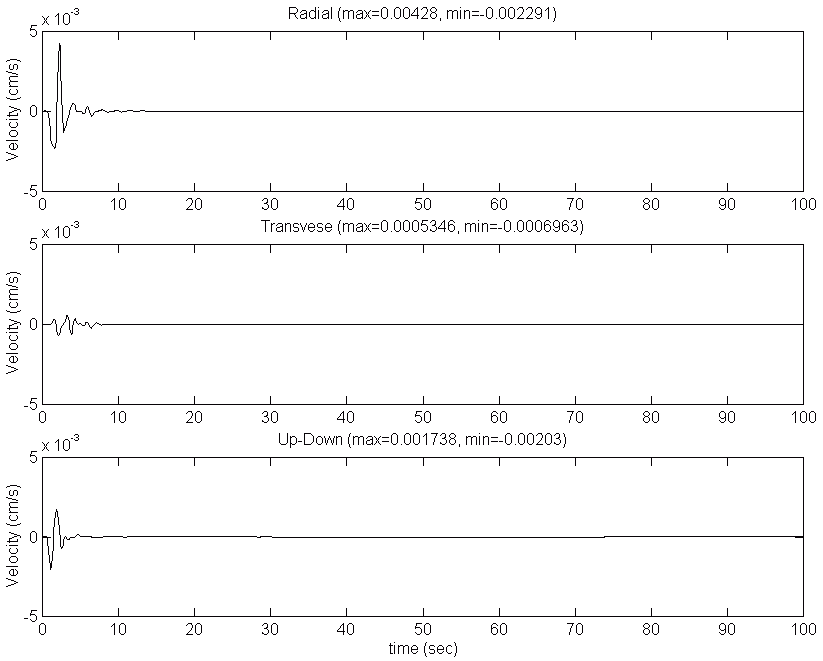 Radial (max=0.00428, min=-0.002291)
x 10-3
5
0
-5
Velocity (cm/s)
0 10 20 30 40 50 60 70 80 90 100
Transvese (max=0.0005346, min=-0.0006963)
x 10-3
5
0
-5
Velocity (cm/s)
0 10 20 30 40 50 60 70 80 90 100
Up-Down (max=0.001738, min=-0.00203)
x 10-3
5
0
-5
Velocity (cm/s)
0 10 20 30 40 50 60 70 80 90 100
time (sec)